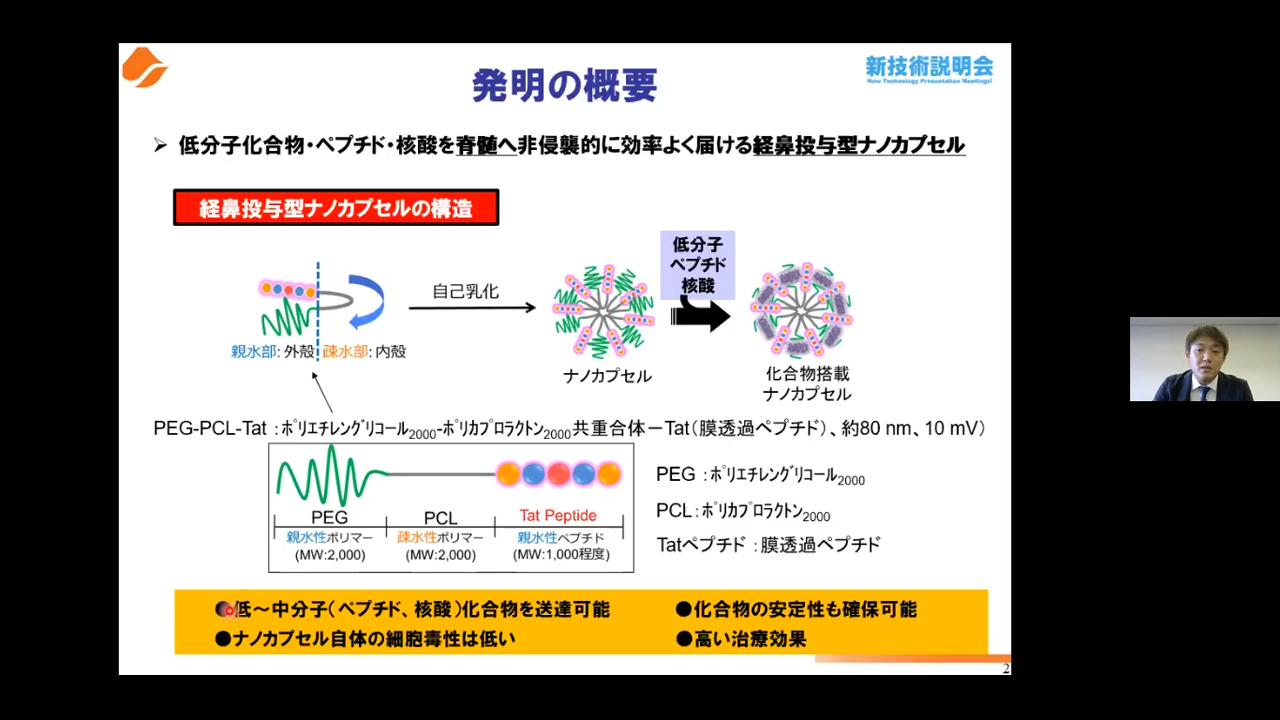 発明の概要
新技術説明会
New Technology Presentation Meetings!
➢ 低分子化合物・ペプチド・核酸を脊髄へ非侵襲的に効率よく届ける経鼻投与型ナノカプセル
経鼻投与型ナノカプセルの構造
低分子
ペプチド
核酸
自己乳化
親水部:外殻 疎水部:内殻
ナノカプセル
化合物搭載
ナノカプセル
PEG-PCL-Tat :ﾎﾟﾘｴﾁﾚﾝｸﾞﾘｺｰﾙ2000-ﾎﾟﾘｶﾌﾟﾛﾗｸﾄﾝ2000共重合体－Tat(膜透過ペプチド)、約80 nm、10 mV)
PEG
PCL
Tat Peptide
親水性ポリマー
(MW:2,000)
疎水性ポリマー
(MW:2,000)
親水性ペプチド
(MW:1,000程度)
PEG :ﾎﾟﾘｴﾁﾚﾝｸﾞﾘｺｰﾙ2000
PCL:ﾎﾟﾘｶﾌﾟﾛﾗｸﾄﾝ2000
Tatペプチド :膜透過ペプチド
●低～中分子(ペプチド、核酸)化合物を送達可能
●ナノカプセル自体の細胞毒性は低い
●化合物の安定性も確保可能
●高い治療効果
2